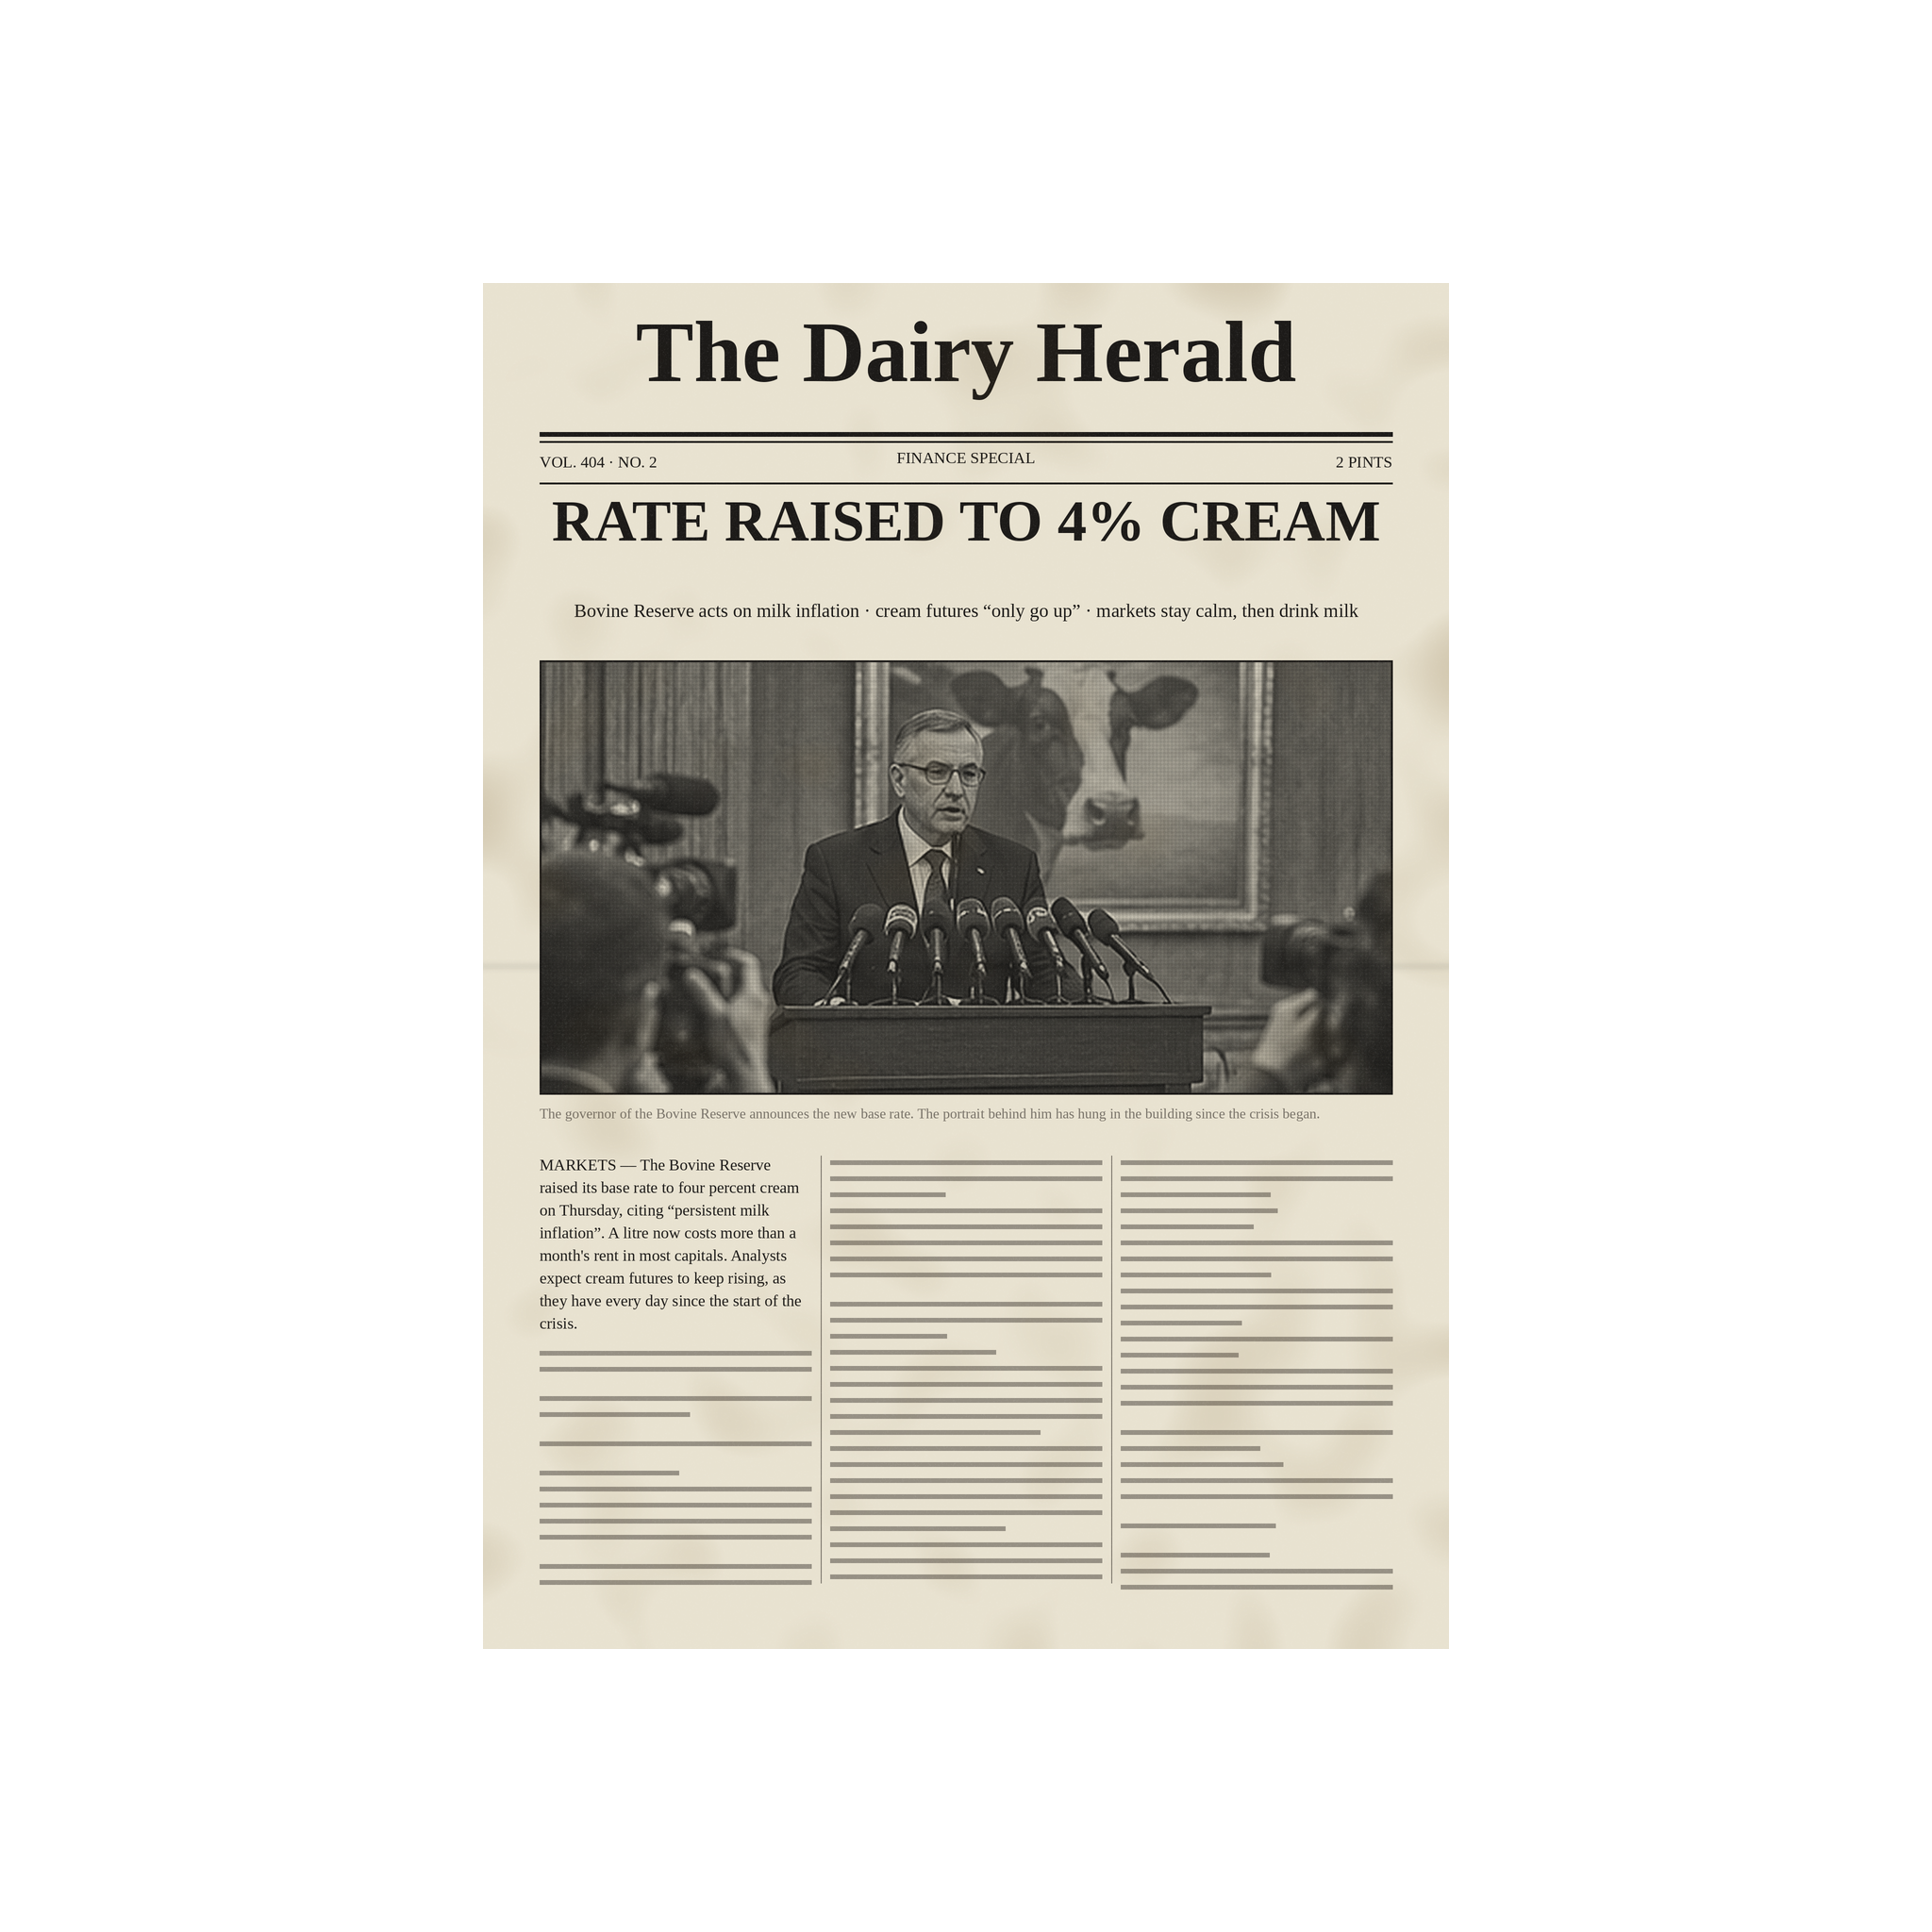 The Dairy Herald
VOL. 404 · NO. 2
FINANCE SPECIAL
2 PINTS
RATE RAISED TO 4% CREAM
Bovine Reserve acts on milk inflation · cream futures “only go up” · markets stay calm, then drink milk
The governor of the Bovine Reserve announces the new base rate. The portrait behind him has hung in the building since the crisis began.
MARKETS — The Bovine Reserve
raised its base rate to four percent cream
on Thursday, citing “persistent milk
inflation”. A litre now costs more than a
month's rent in most capitals. Analysts
expect cream futures to keep rising, as
they have every day since the start of the
crisis.